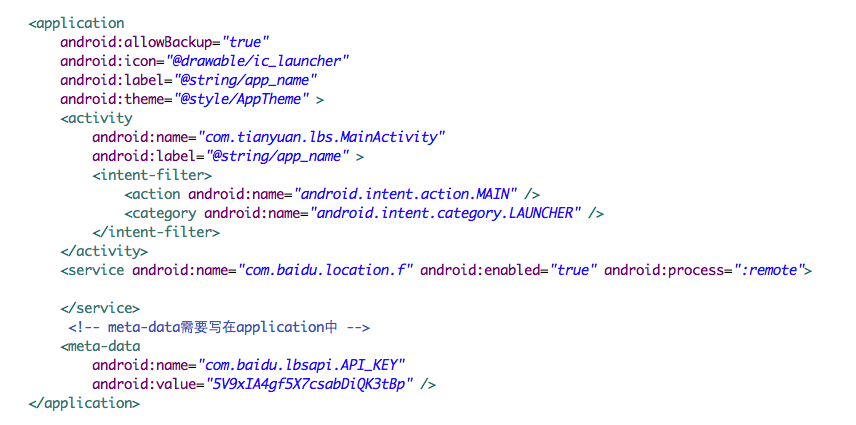 <application
android:allowBackup="true"
android:icon="@drawable/ic_launcher"
android:label="@string/app_name"
android:theme="@style/AppTheme" >
<activity
android:name="com.tianyuan.lbs.MainActivity"
android:label="@string/app_name" >
<intent-filter>
<action android:name="android.intent.action.MAIN" />
<category android:name="android.intent.category.LAUNCHER" />
</intent-filter>
</activity>
<service android:name="com.baidu.location.f" android:enabled="true" android:process=":remote">
</service>
<!-- meta-data需要写在application中 -->
<meta-data
android:name="com.baidu.lbsapi.API_KEY"
android:value="5V9xIA4gf5X7csabDiQK3tBp" />
</application>